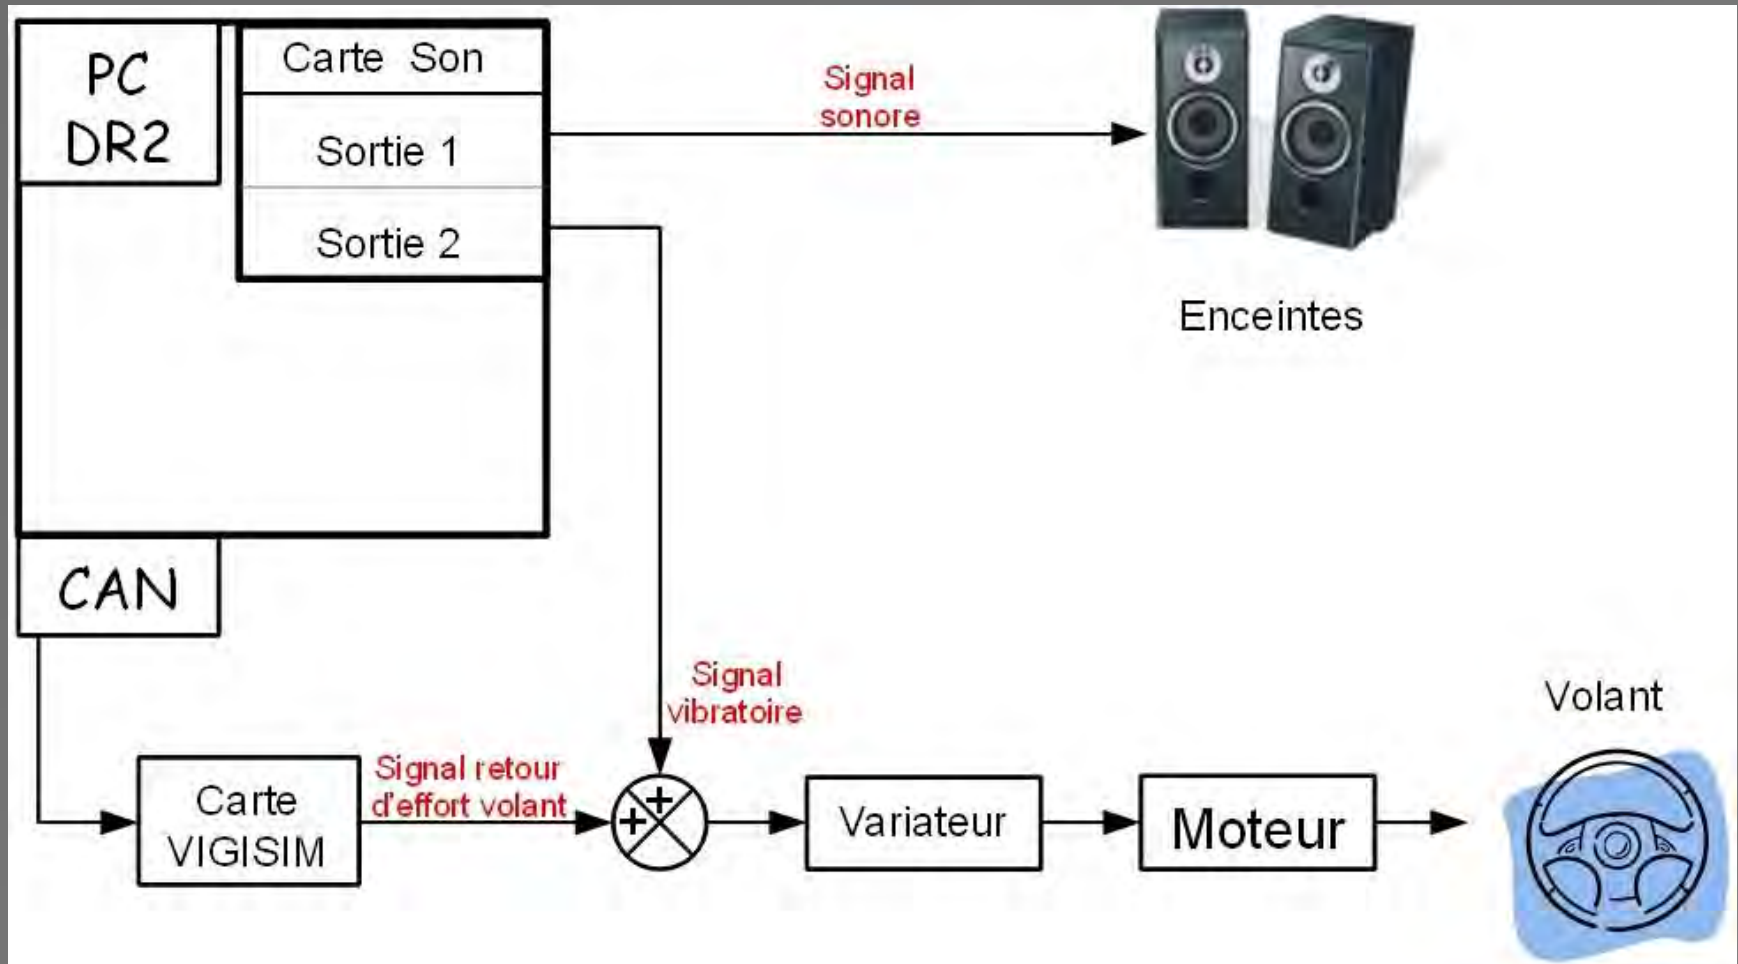 PC
DR2
Carte Son
Sortie 1
Sortie 2
Signal
sonore
Enceintes
CAN
Signal
vibratoire
Volant
Carte
VIGISIM
Signal retour
d'effort volant
+
+
Variateur
Moteur